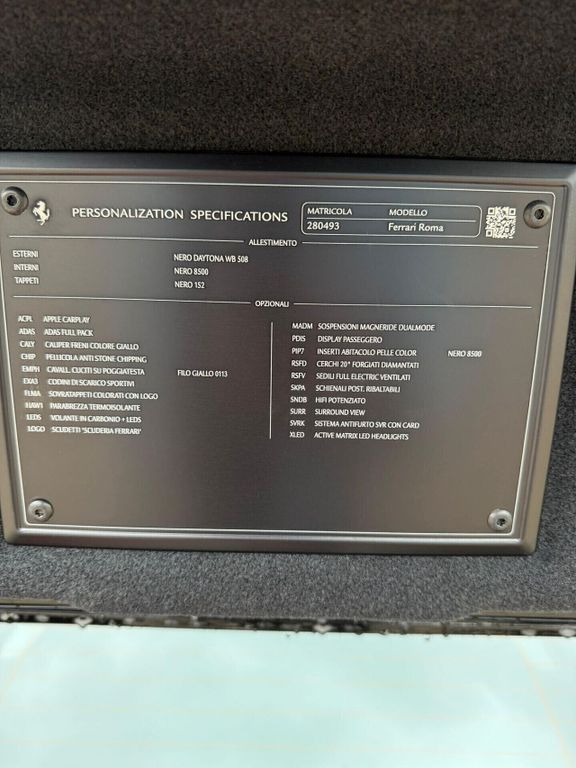 PERSONALIZATION SPECIFICATIONS
MATRICOLA MODELLO
280493 Ferrari Roma
ALLESTIMENTO
ESTERNI NERO DAYTONA WB 508
INTERNI NERO 8500
TAPPETI NERO 152
OPZIONALI
ACPL APPLE CARPLAY
ADAS ADAS FULL PACK
CALY CALIPER FRENI COLORE GIALLO
CHIP PELLICOLA ANTI STONE CHIPPING
EMPH CAVALL. CUCITI SU POGGIATESTA FILO GIALLO 0113
EXA3 CODINI DI SCARICO SPORTIVI
FLMA SOVRATAPPETI COLORATI CON LOGO
HAW1 PARABREZZA TERMOISOLANTE
LEDS VOLANTE IN CARBONIO + LEDS
LOGO SCUDETTI "SCUDERIA FERRARI"
MADM SOSPENSIONI MAGNERIDE DUALMODE
PDIS DISPLAY PASSEGGERO
PIP7 INSERTI ABITACOLO PELLE COLOR NERO 8500
RSFD CERCHI 20" FORGIATI DIAMANTATI
RSFV SEDILI FULL ELECTRIC VENTILATI
SKPA SCHIENALI POST. RIBALTABILI
SNDB HIFI POTENZIATO
SURR SURROUND VIEW
SVRK SISTEMA ANTIFURTO SVR CON CARD
XLED ACTIVE MATRIX LED HEADLIGHTS